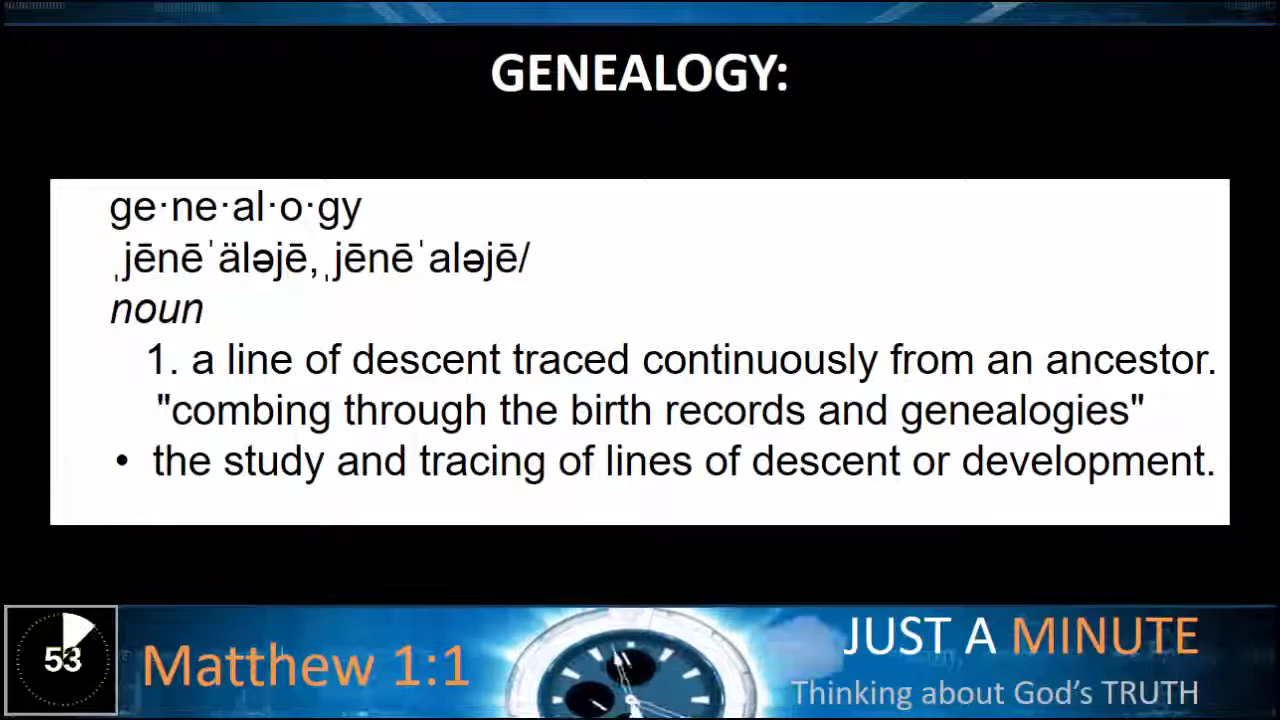 GENEALOGY:
ge·ne·al·o·gy
ˌjēnēˈäləjē,ˌjēnēˈaləjē/
noun
1. a line of descent traced continuously from an ancestor.
"combing through the birth records and genealogies"
• the study and tracing of lines of descent or development.
53
Matthew 1:1
JUST A MINUTE
Thinking about God's TRUTH